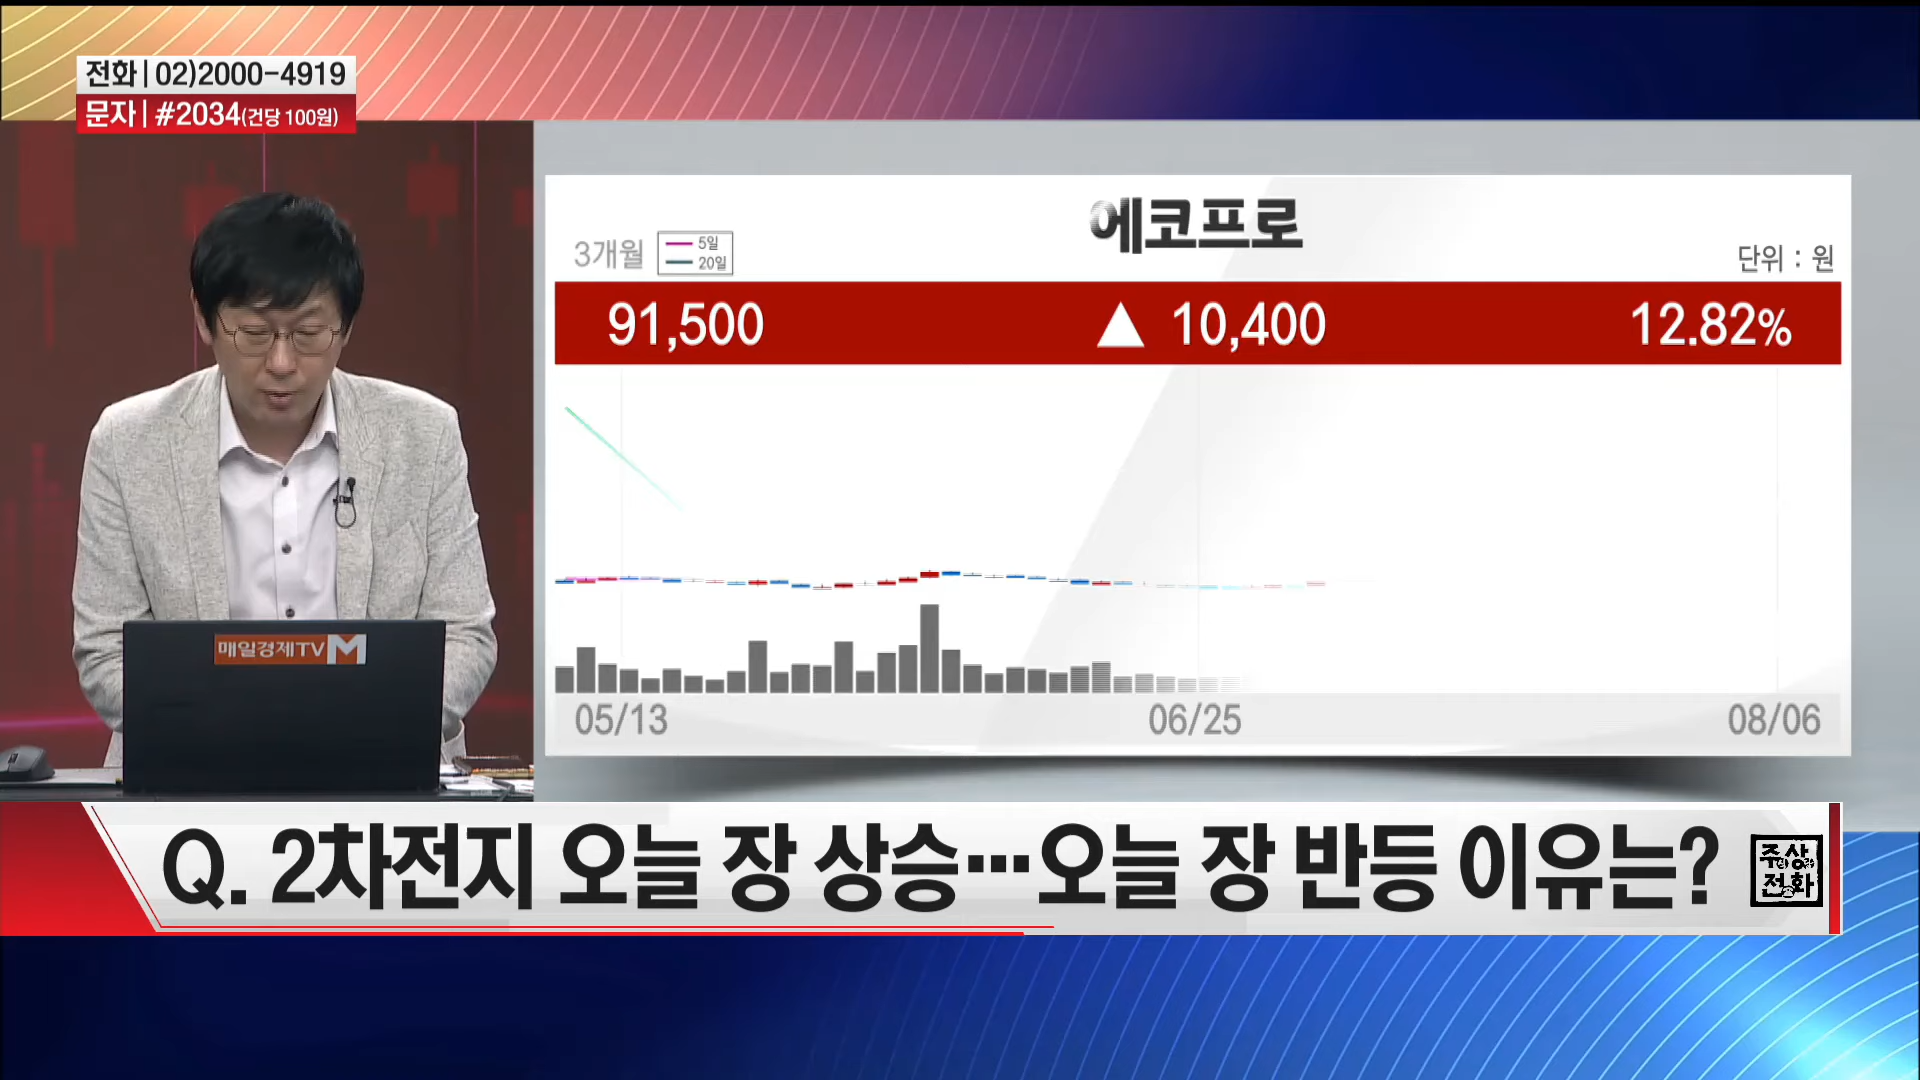 전화 | 02)2000-4919
문자 | #2034(건당 100원)
에코프로
3개월
5일
20일
단위 : 원
91,500 ▲ 10,400 12.82%
05/13 06/25 08/06
매일경제TV M
Q. 2차전지 오늘 장 상승…오늘 장 반등 이유는?
주상
전화